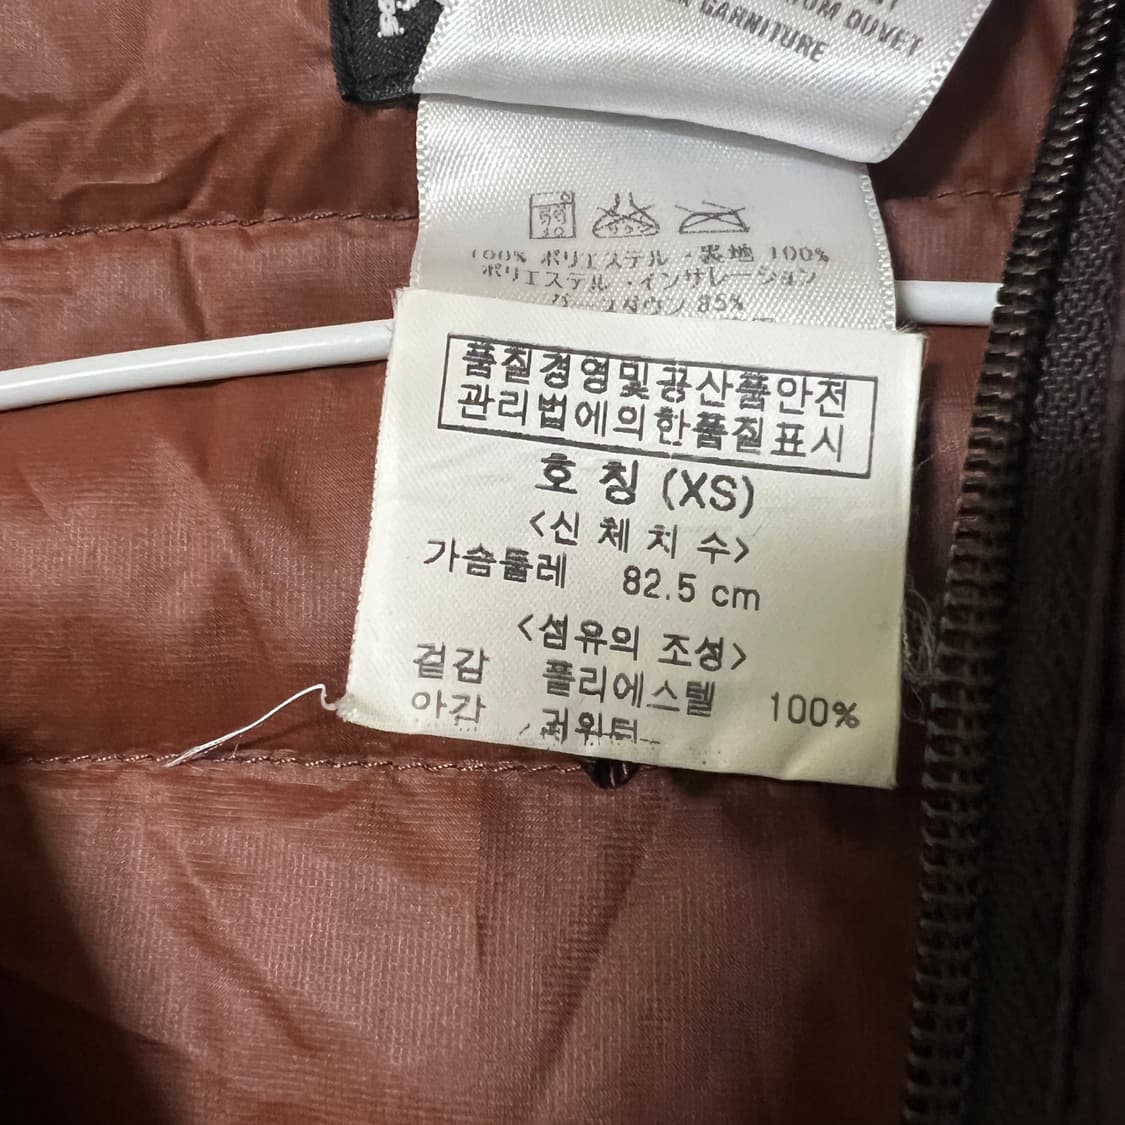 OM DUVET
GARNITURE
100% ポリエステル ・裏地 100%
ポリエステル ・インサレーション
85%
품질경영및공산품안전
관리법에의한품질표시
호 칭 (XS)
<신 체 치 수>
가슴둘레 82.5 cm
<섬유의 조성>
겉감 폴리에스텔 100%